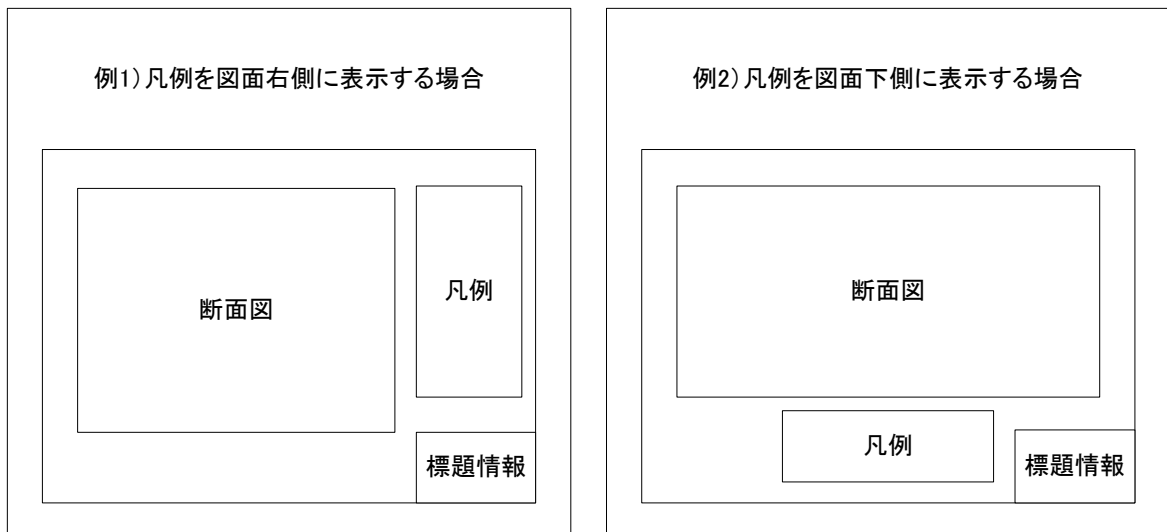 例1)凡例を図面右側に表示する場合
断面図
凡例
標題情報
例2)凡例を図面下側に表示する場合
断面図
凡例
標題情報